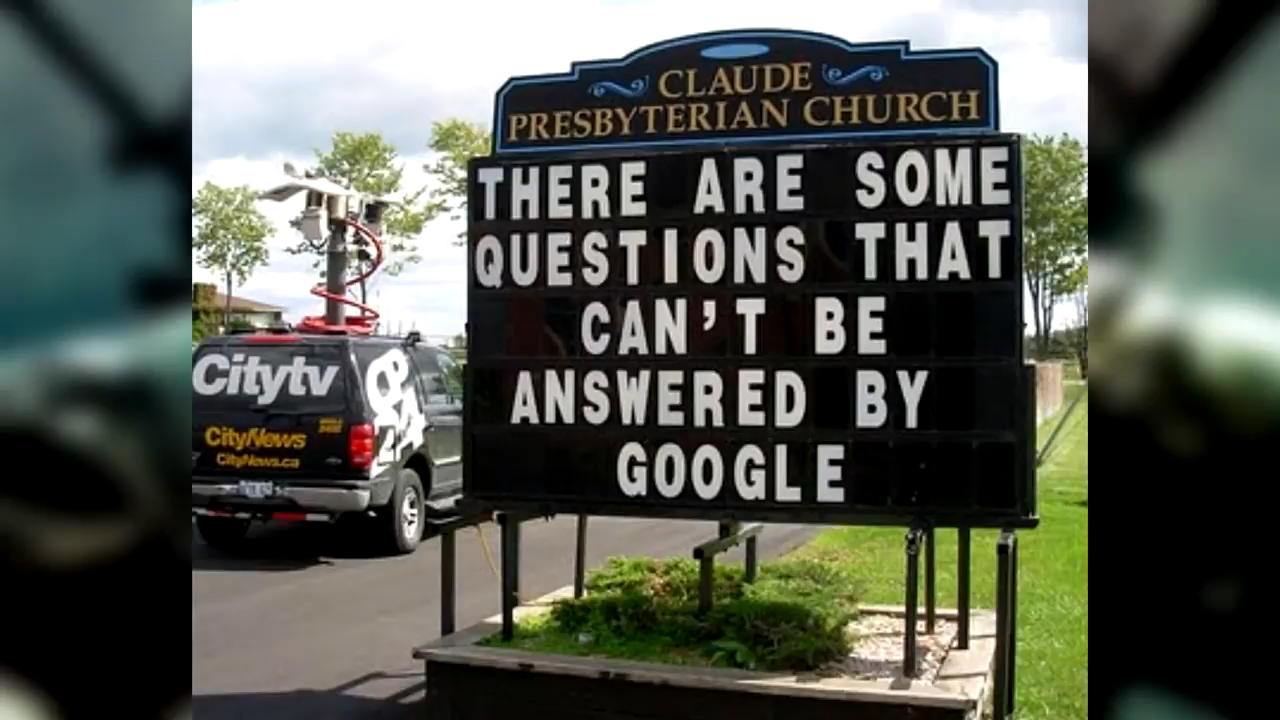 CLAUDE
PRESBYTERIAN CHURCH
THERE ARE SOME
QUESTIONS THAT
CAN'T BE
ANSWERED BY
GOOGLE
Citytv
CityNews
CityNews.ca